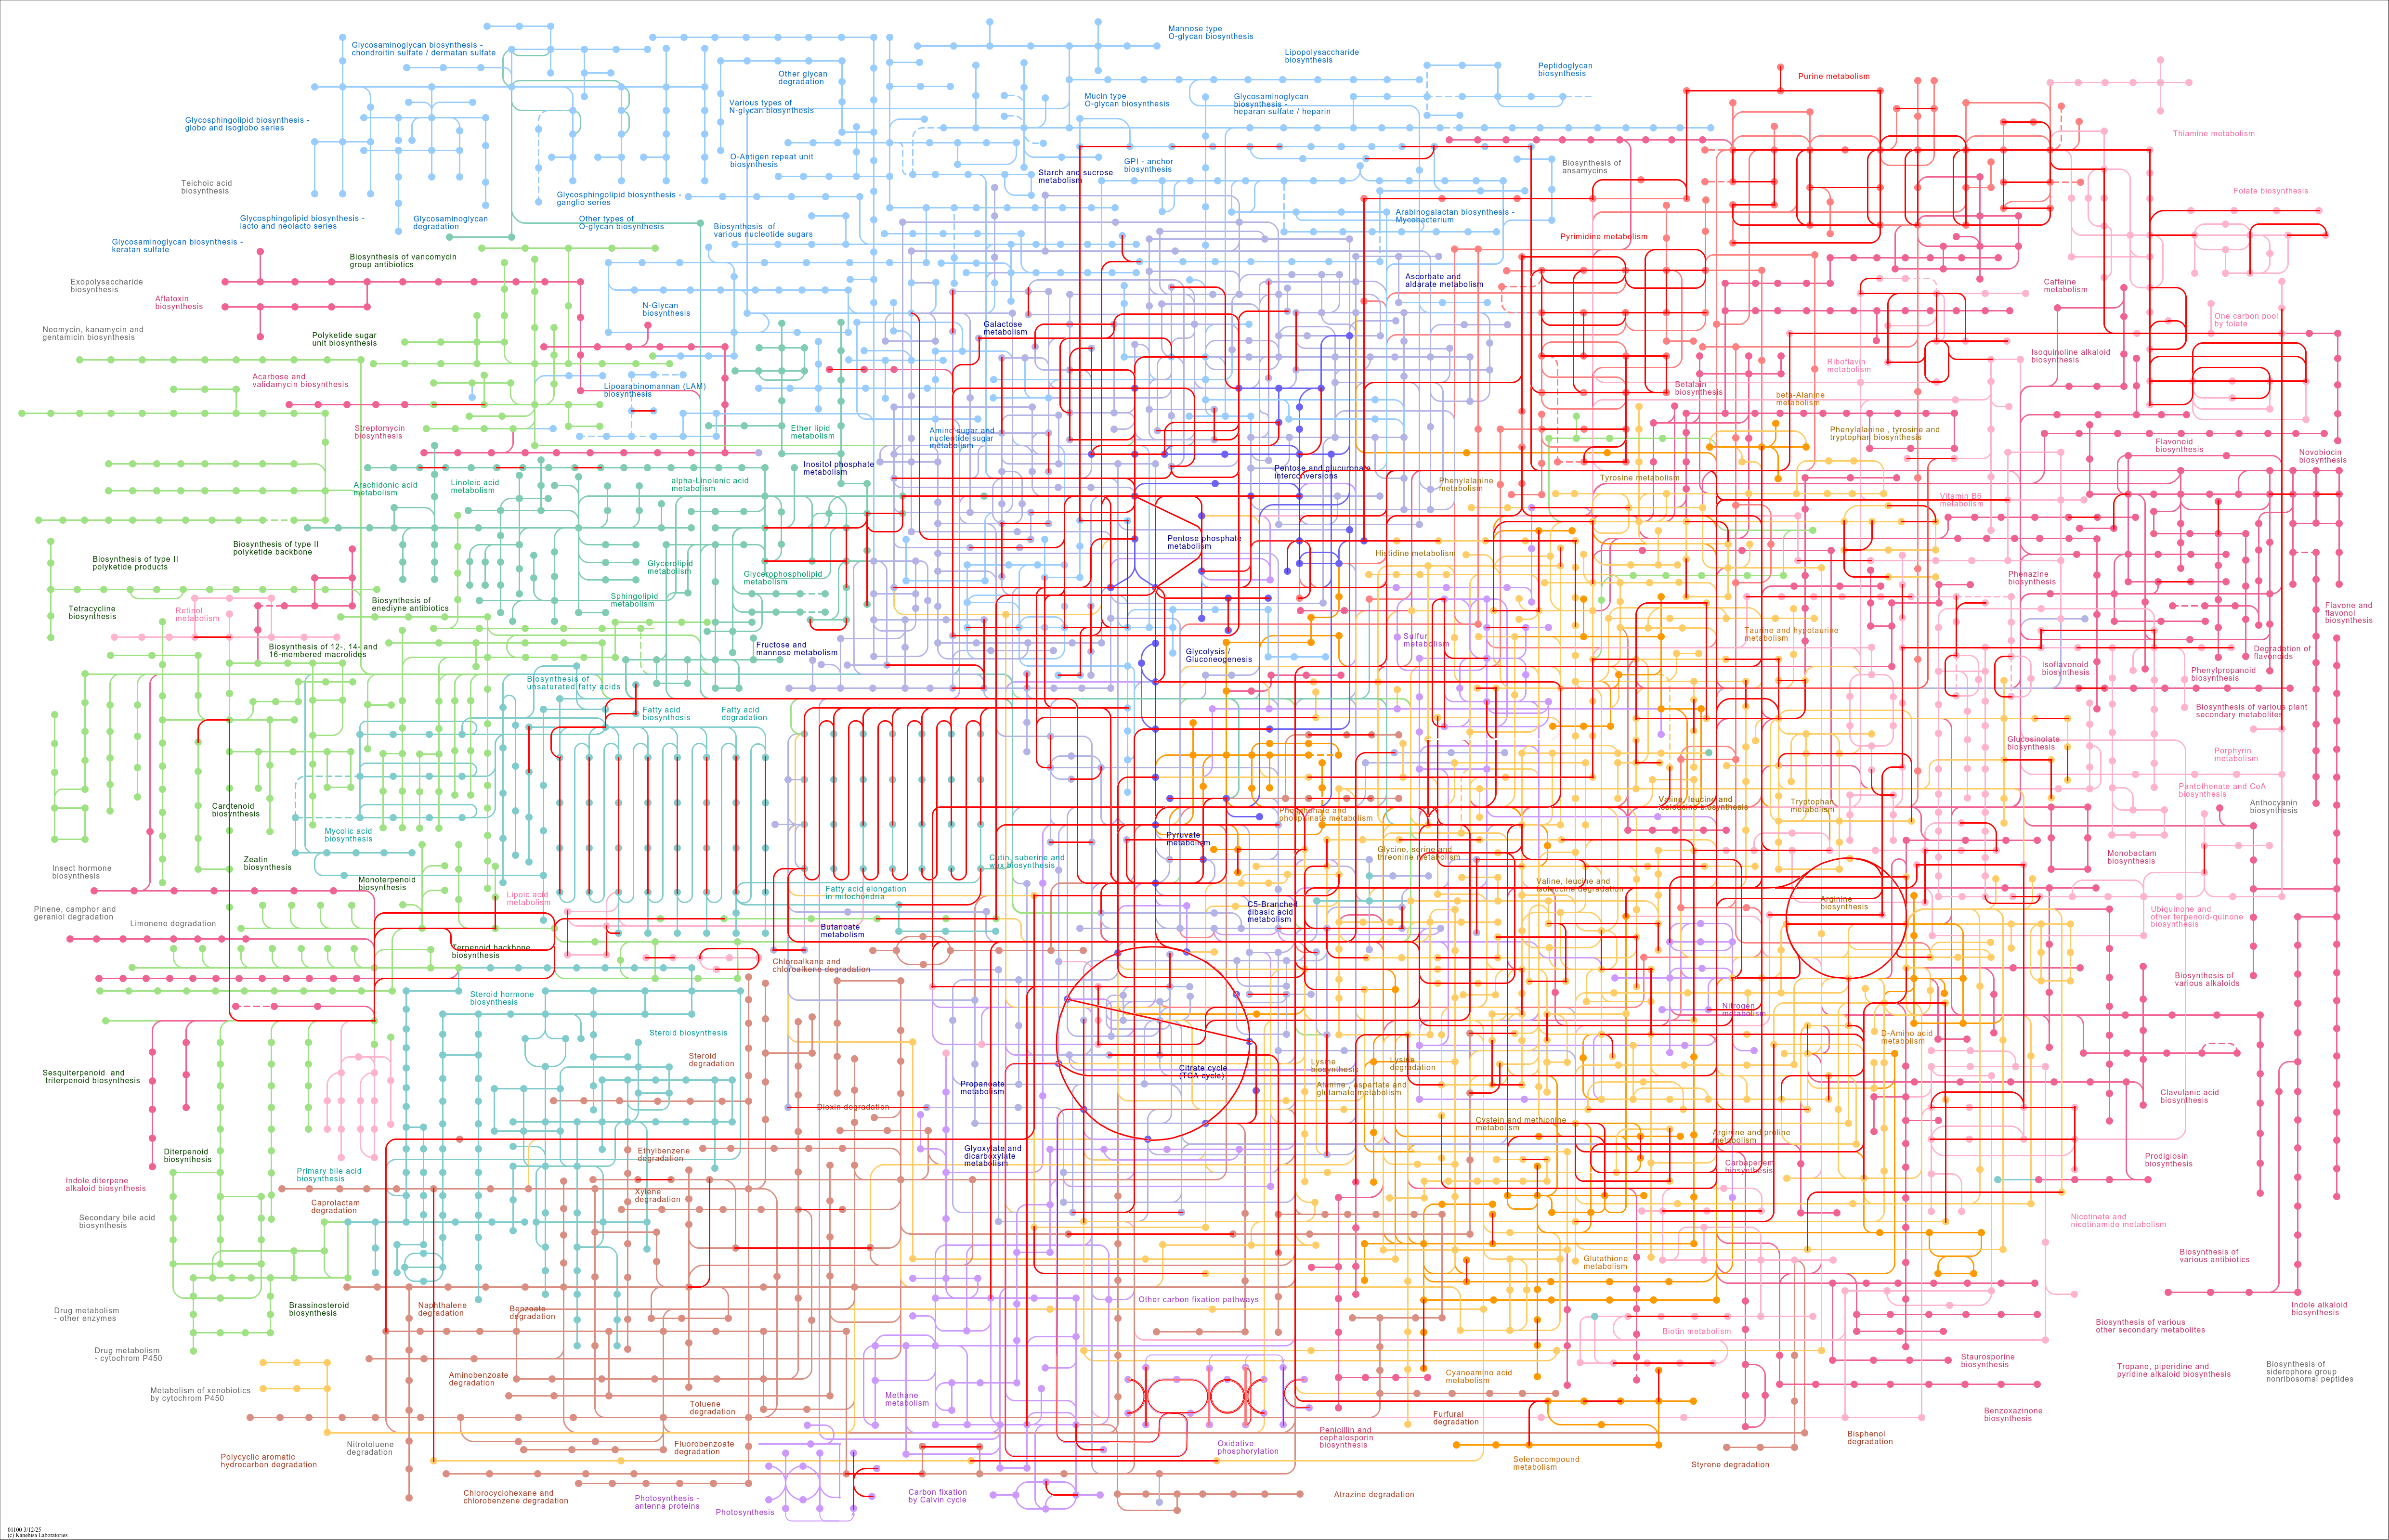 Mannose type
O-glycan biosynthesis
Glycosaminoglycan biosynthesis -
chondroitin sulfate / dermatan sulfate
Lipopolysaccharide
biosynthesis
Peptidoglycan
biosynthesis
Other glycan
degradation
Purine metabolism
Various types of
N-glycan biosynthesis
Mucin type
O-glycan biosynthesis
Glycosaminoglycan
biosynthesis -
heparan sulfate / heparin
Glycosphingolipid biosynthesis -
globo and isoglobo series
Thiamine metabolism
O-Antigen repeat unit
biosynthesis
GPI - anchor
biosynthesis
Biosynthesis of
ansamycins
Starch and sucrose
metabolism
Teichoic acid
biosynthesis
Folate biosynthesis
Glycosphingolipid biosynthesis -
ganglio series
Glycosphingolipid biosynthesis -
lacto and neolacto series
Glycosaminoglycan
degradation
Other types of
O-glycan biosynthesis
Biosynthesis of
various nucleotide sugars
Arabinogalactan biosynthesis -
Mycobacterium
Glycosaminoglycan biosynthesis -
keratan sulfate
Pyrimidine metabolism
Biosynthesis of vancomycin
group antibiotics
Exopolysaccharide
biosynthesis
Aflatoxin
biosynthesis
N-Glycan
biosynthesis
Ascorbate and
aldarate metabolism
Caffeine
metabolism
Neomycin, kanamycin and
gentamicin biosynthesis
Polyketide sugar
unit biosynthesis
Galactose
metabolism
One carbon pool
by folate
Acarbose and
validamycin biosynthesis
Lipoarabinomannan (LAM)
biosynthesis
Riboflavin
metabolism
Isoquinoline alkaloid
biosynthesis
Betalain
biosynthesis
beta-Alanine
metabolism
Streptomycin
biosynthesis
Ether lipid
metabolism
Amino sugar and
nucleotide sugar
metabolism
Phenylalanine , tyrosine and
tryptophan biosynthesis
Flavonoid
biosynthesis
Novobiocin
biosynthesis
Arachidonic acid
metabolism
Linoleic acid
metabolism
alpha-Linolenic acid
metabolism
Inositol phosphate
metabolism
Pentose and glucuronate
interconversions
Phenylalanine
metabolism
Tyrosine metabolism
Vitamin B6
metabolism
Biosynthesis of type II
polyketide products
Biosynthesis of type II
polyketide backbone
Glycerolipid
metabolism
Glycerophospholipid
metabolism
Pentose phosphate
metabolism
Histidine metabolism
Phenazine
biosynthesis
Tetracycline
biosynthesis
Retinol
metabolism
Biosynthesis of
enediyne antibiotics
Sphingolipid
metabolism
Flavone and
flavonol
biosynthesis
Biosynthesis of 12-, 14- and
16-membered macrolides
Fructose and
mannose metabolism
Glycolysis /
Gluconeogenesis
Sulfur
metabolism
Taurine and hypotaurine
metabolism
Degradation of
flavonoids
Isoflavonoid
biosynthesis
Phenylpropanoid
biosynthesis
Biosynthesis of
unsaturated fatty acids
Fatty acid
biosynthesis
Fatty acid
degradation
Biosynthesis of various plant
secondary metabolites
Glucosinolate
biosynthesis
Porphyrin
metabolism
Pantothenate and CoA
biosynthesis
Anthocyanin
biosynthesis
Carotenoid
biosynthesis
Mycolic acid
biosynthesis
Phosphonate and
phosphinate metabolism
Valine, leucine and
isoleucine biosynthesis
Tryptophan
metabolism
Pyruvate
metabolism
Insect hormone
biosynthesis
Zeatin
biosynthesis
Cutin, suberine and
wax biosynthesis
Glycine, serine and
threonine metabolism
Monobactam
biosynthesis
Monoterpenoid
biosynthesis
Lipoic acid
metabolism
Fatty acid elongation
in mitochondria
Valine, leucine and
isoleucine degradation
Pinene, camphor and
geraniol degradation
Limonene degradation
Butanoate
metabolism
C5-Branched
dibasic acid
metabolism
Arginine
biosynthesis
Ubiquinone and
other terpenoid-quinone
biosynthesis
Terpenoid backbone
biosynthesis
Chloroalkane and
chloroalkene degradation
Biosynthesis of
various alkaloids
Steroid hormone
biosynthesis
Nitrogen
metabolism
Steroid biosynthesis
D-Amino acid
metabolism
Sesquiterpenoid and
triterpenoid biosynthesis
Steroid
degradation
Propanoate
metabolism
Citrate cycle
(TCA cycle)
Lysine
biosynthesis
Lysine
degradation
Alanine , aspartate and
glutamate metabolism
Clavulanic acid
biosynthesis
Dioxin degradation
Cystein and methionine
metabolism
Arginine and proline
metabolism
Diterpenoid
biosynthesis
Ethylbenzene
degradation
Glyoxylate and
dicarboxylate
metabolism
Carbapenem
biosynthesis
Prodigiosin
biosynthesis
Indole diterpene
alkaloid biosynthesis
Primary bile acid
biosynthesis
Xylene
degradation
Caprolactam
degradation
Secondary bile acid
biosynthesis
Nicotinate and
nicotinamide metabolism
Glutathione
metabolism
Biosynthesis of
various antibiotics
Drug metabolism
- other enzymes
Brassinosteroid
biosynthesis
Naphthalene
degradation
Benzoate
degradation
Other carbon fixation pathways
Biotin metabolism
Biosynthesis of various
other secondary metabolites
Indole alkaloid
biosynthesis
Drug metabolism
- cytochrom P450
Aminobenzoate
degradation
Cyanoamino acid
metabolism
Staurosporine
biosynthesis
Tropane, piperidine and
pyridine alkaloid biosynthesis
Biosynthesis of
siderophore group
nonribosomal peptides
Metabolism of xenobiotics
by cytochrom P450
Toluene
degradation
Methane
metabolism
Furfural
degradation
Benzoxazinone
biosynthesis
Nitrotoluene
degradation
Fluorobenzoate
degradation
Oxidative
phosphorylation
Penicillin and
cephalosporin
biosynthesis
Bisphenol
degradation
Polycyclic aromatic
hydrocarbon degradation
Selenocompound
metabolism
Styrene degradation
Chlorocyclohexane and
chlorobenzene degradation
Photosynthesis -
antenna proteins
Photosynthesis
Carbon fixation
by Calvin cycle
Atrazine degradation
01100 3/12/25
(c) Kanehisa Laboratories